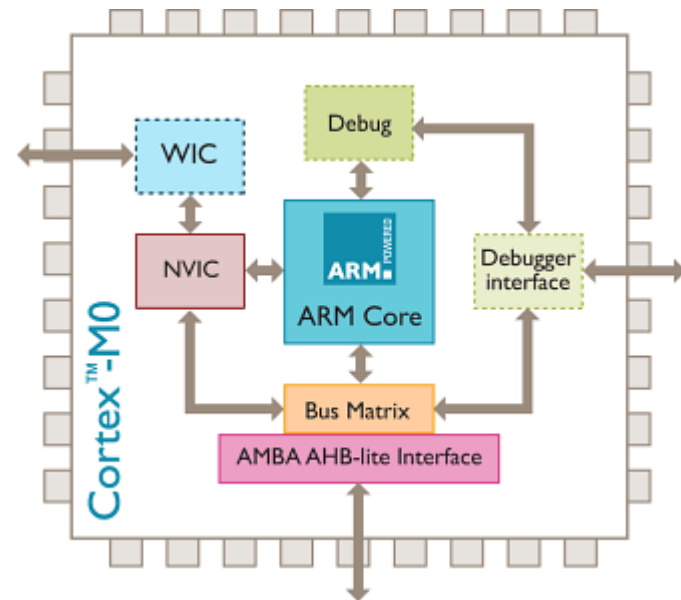 WIC
Debug
NVIC
ARM
POWERED
ARM Core
Debugger
interface
Bus Matrix
AMBA AHB-lite Interface
Cortex™-M0